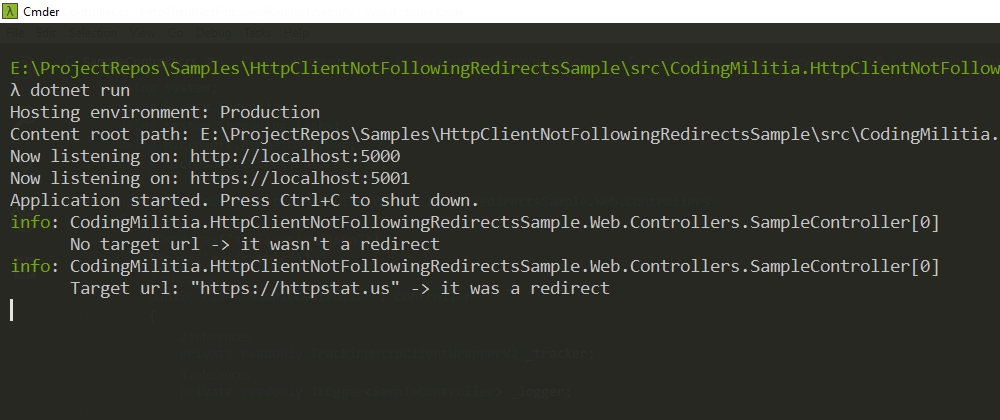 λ Cmder
E:\ProjectRepos\Samples\HttpClientNotFollowingRedirectsSample\src\CodingMilitia.HttpClientNotFollow
λ dotnet run
Hosting environment: Production
Content root path: E:\ProjectRepos\Samples\HttpClientNotFollowingRedirectsSample\src\CodingMilitia.
Now listening on: http://localhost:5000
Now listening on: https://localhost:5001
Application started. Press Ctrl+C to shut down.
info: CodingMilitia.HttpClientNotFollowingRedirectsSample.Web.Controllers.SampleController[0]
No target url -> it wasn't a redirect
info: CodingMilitia.HttpClientNotFollowingRedirectsSample.Web.Controllers.SampleController[0]
Target url: "https://httpstat.us" -> it was a redirect